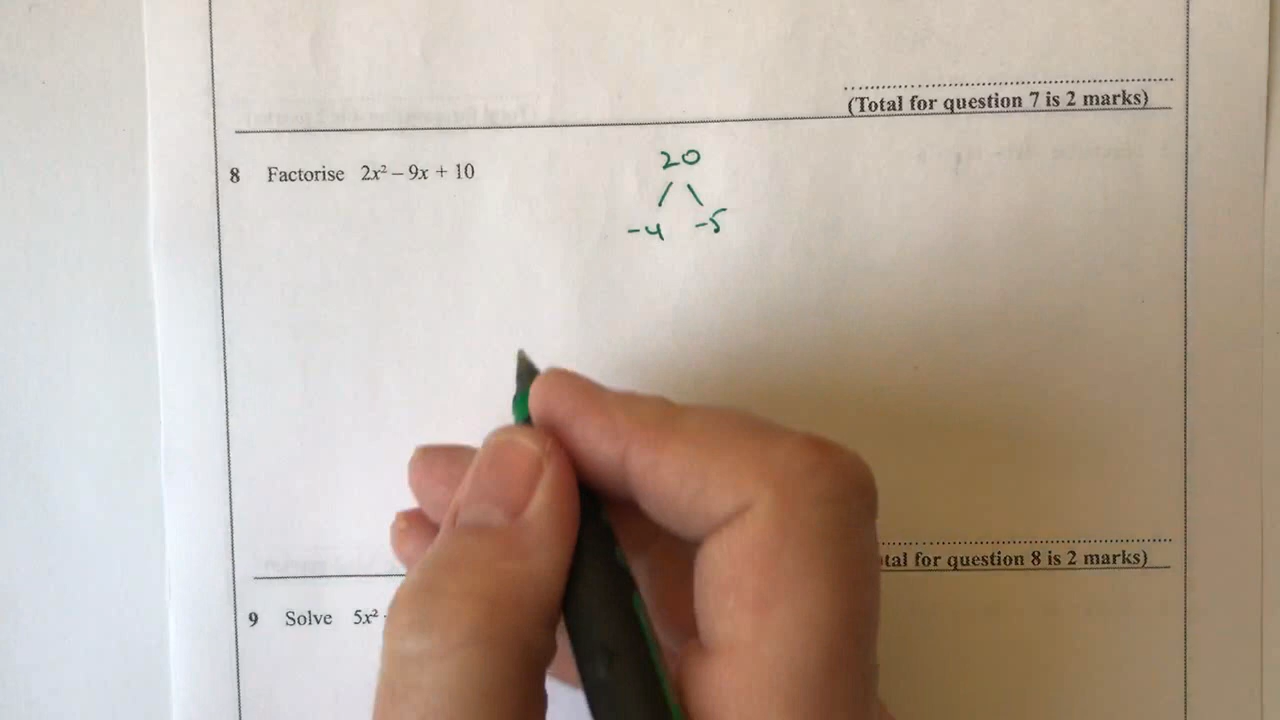 (Total for question 7 is 2 marks)
8 Factorise 2x² – 9x + 10
20
-4 -5
for question 8 is 2 marks)
9 Solve 5x²